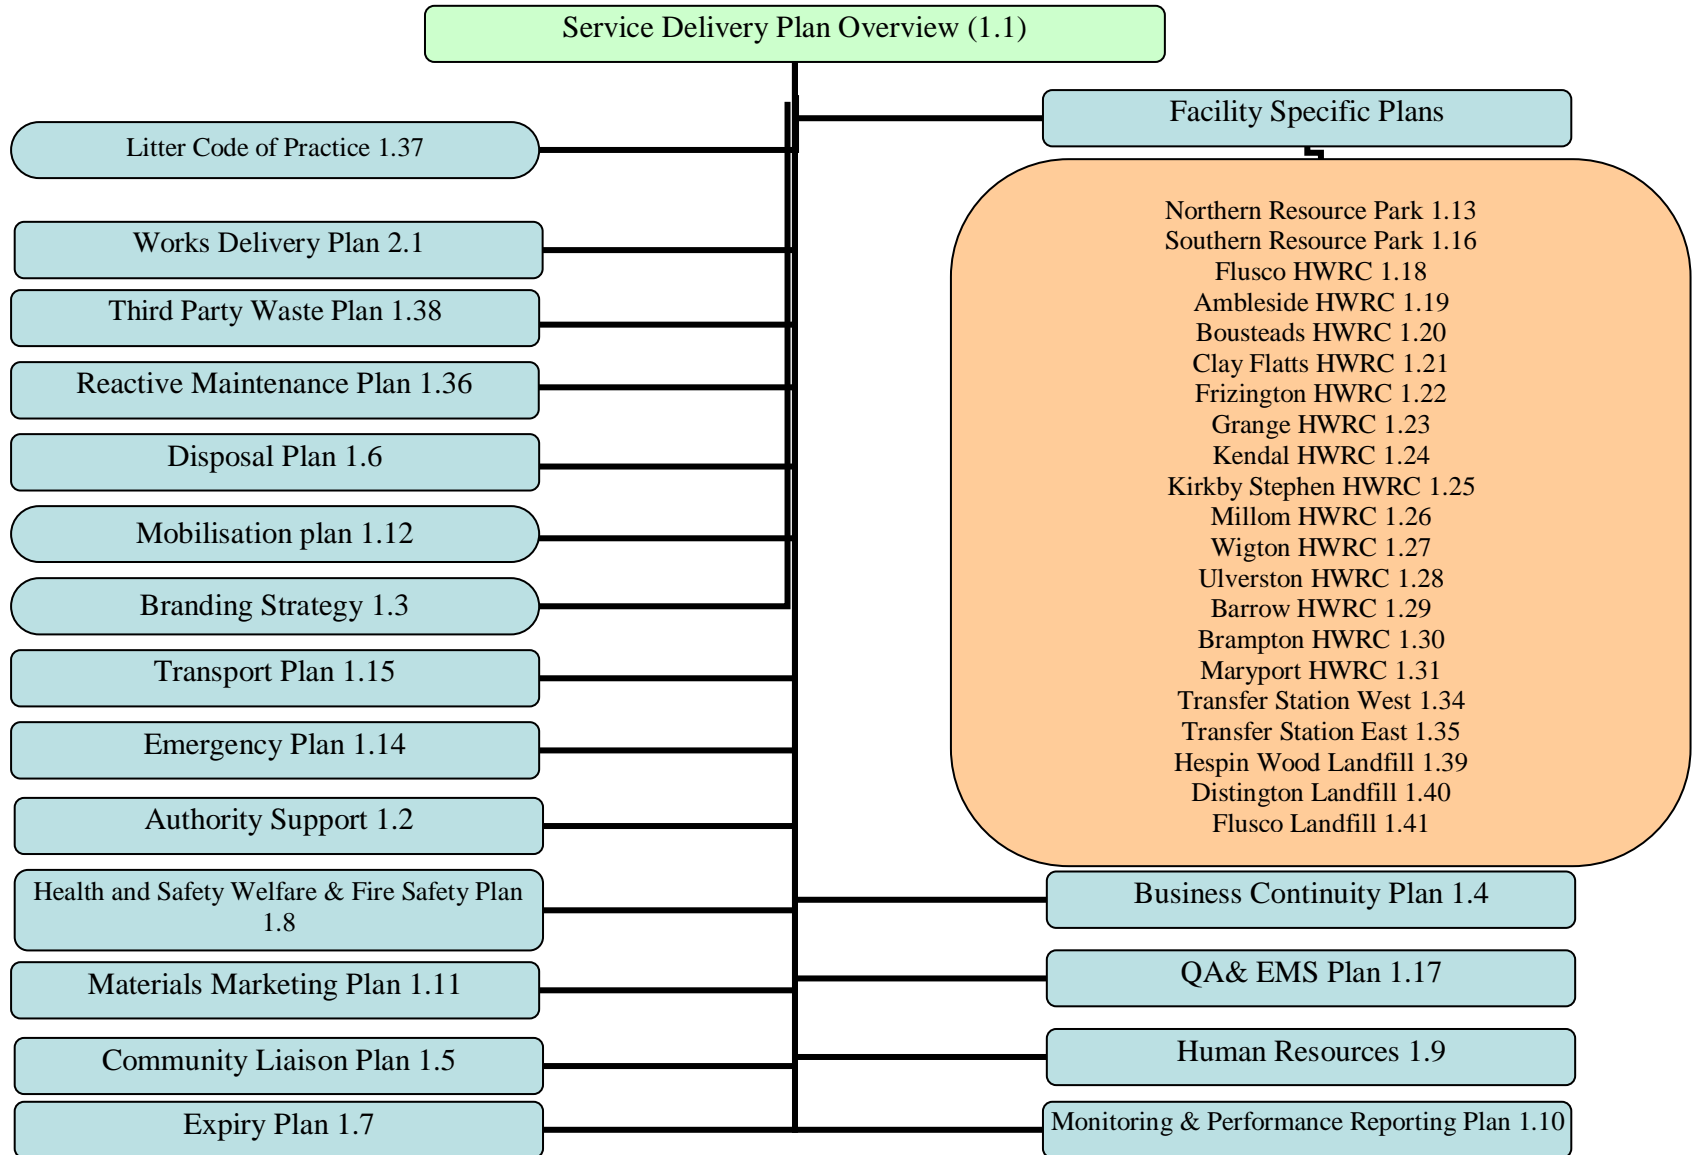 Service Delivery Plan Overview (1.1)
Litter Code of Practice 1.37
Works Delivery Plan 2.1
Third Party Waste Plan 1.38
Reactive Maintenance Plan 1.36
Disposal Plan 1.6
Mobilisation plan 1.12
Branding Strategy 1.3
Transport Plan 1.15
Emergency Plan 1.14
Authority Support 1.2
Health and Safety Welfare & Fire Safety Plan
1.8
Materials Marketing Plan 1.11
Community Liaison Plan 1.5
Expiry Plan 1.7
Facility Specific Plans
Northern Resource Park 1.13
Southern Resource Park 1.16
Flusco HWRC 1.18
Ambleside HWRC 1.19
Bousteads HWRC 1.20
Clay Flatts HWRC 1.21
Frizington HWRC 1.22
Grange HWRC 1.23
Kendal HWRC 1.24
Kirkby Stephen HWRC 1.25
Millom HWRC 1.26
Wigton HWRC 1.27
Ulverston HWRC 1.28
Barrow HWRC 1.29
Brampton HWRC 1.30
Maryport HWRC 1.31
Transfer Station West 1.34
Transfer Station East 1.35
Hespin Wood Landfill 1.39
Distington Landfill 1.40
Flusco Landfill 1.41
Business Continuity Plan 1.4
QA& EMS Plan 1.17
Human Resources 1.9
Monitoring & Performance Reporting Plan 1.10